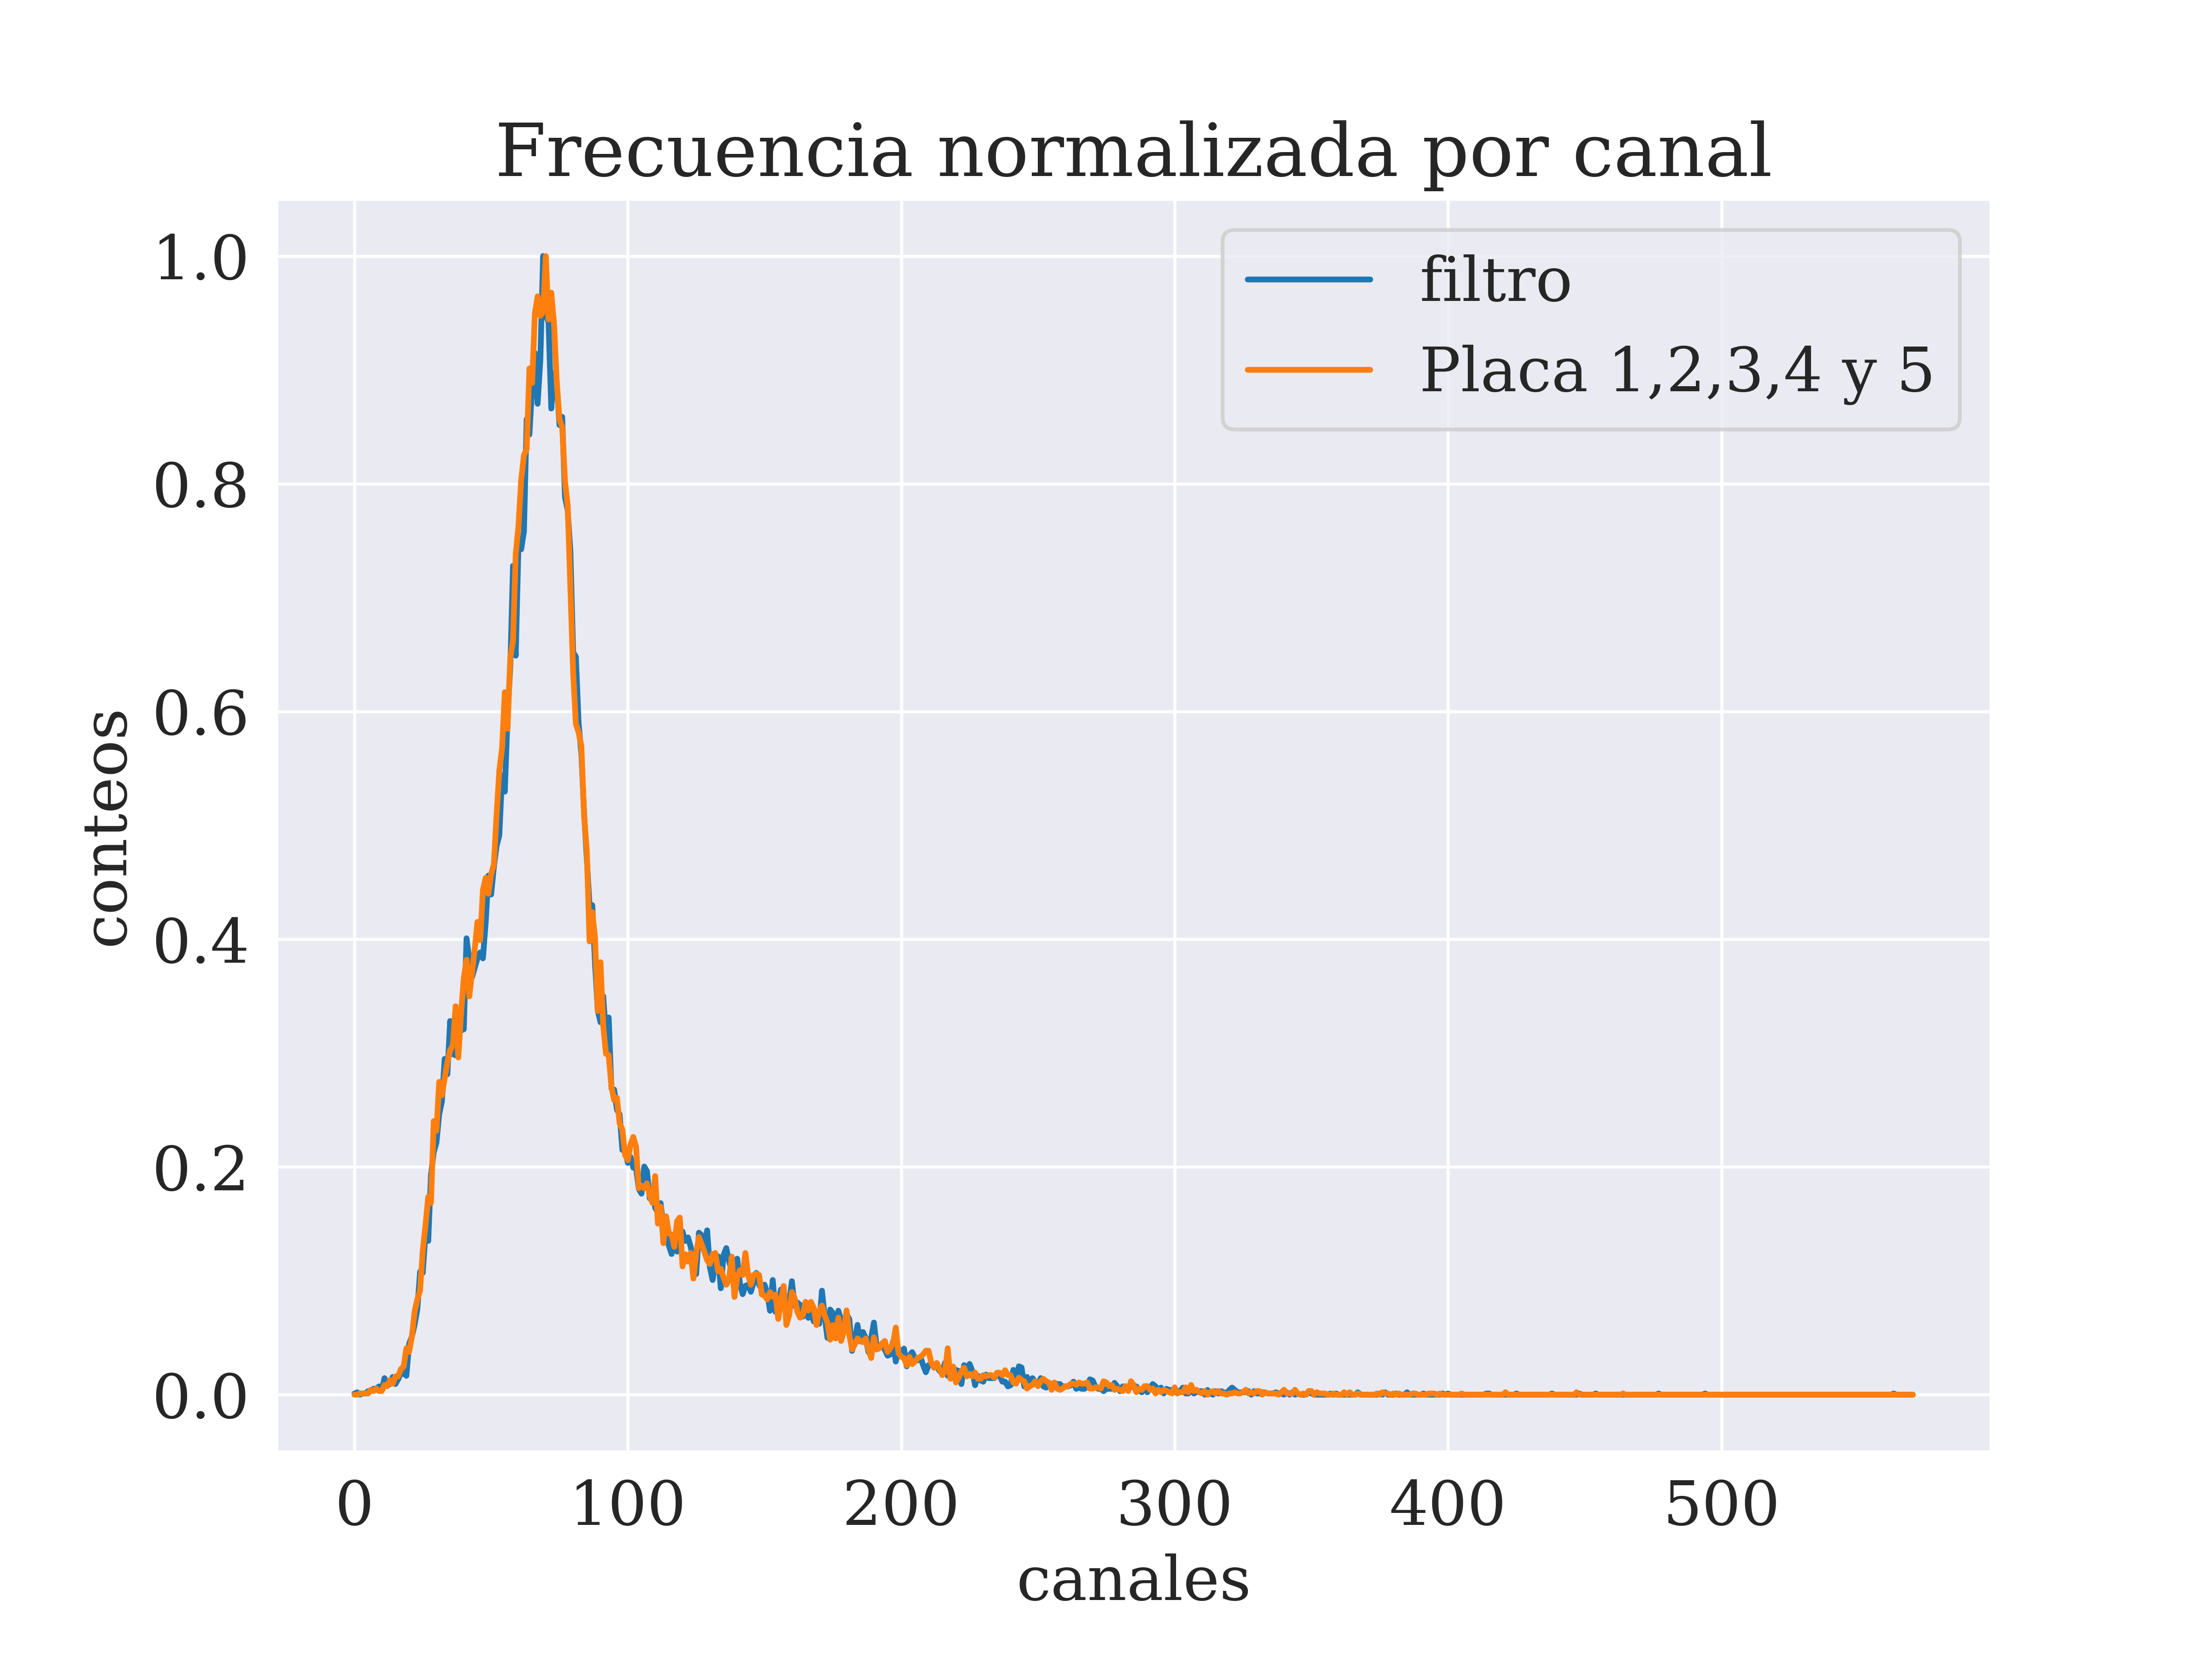 Frecuencia normalizada por canal
filtro
Placa 1,2,3,4 y 5
1.0
0.8
0.6
0.4
0.2
0.0
conteos
0 100 200 300 400 500
canales